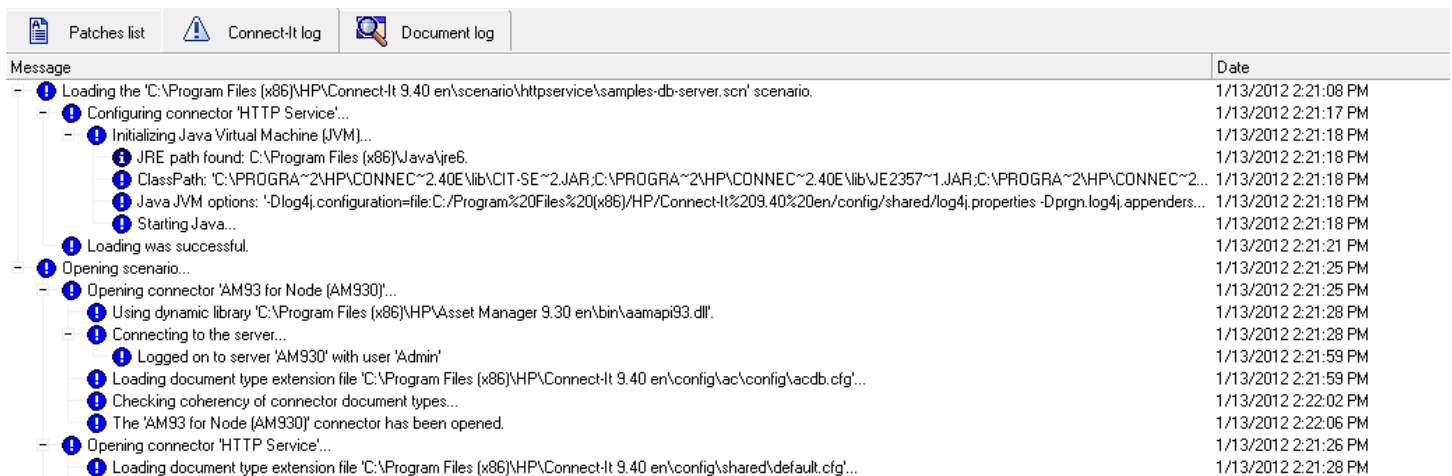 Patches list Connect-It log Document log
Message Date
Loading the 'C:\Program Files (x86)\HP\Connect-It 9.40 en\scenario\httpservice\samples-db-server.scn' scenario. 1/13/2012 2:21:08 PM
Configuring connector 'HTTP Service'... 1/13/2012 2:21:17 PM
Initializing Java Virtual Machine (JVM)... 1/13/2012 2:21:18 PM
JRE path found: C:\Program Files (x86)\Java\jre6. 1/13/2012 2:21:18 PM
ClassPath: 'C:\PROGRA~2\HP\CONNEC~2.40E\lib\CIT-SE~2.JAR;C:\PROGRA~2\HP\CONNEC~2.40E\lib\JE2357~1.JAR;C:\PROGRA~2\HP\CONNEC~2... 1/13/2012 2:21:18 PM
Java JVM options: '-Dlog4j.configuration=file:C:/Program%20Files%20(x86)/HP/Connect-It%209.40%20en/config/shared/log4j.properties -Dprgn.log4j.appenders... 1/13/2012 2:21:18 PM
Starting Java... 1/13/2012 2:21:18 PM
Loading was successful. 1/13/2012 2:21:21 PM
Opening scenario... 1/13/2012 2:21:25 PM
Opening connector 'AM93 for Node (AM930)'... 1/13/2012 2:21:25 PM
Using dynamic library 'C:\Program Files (x86)\HP\Asset Manager 9.30 en\bin\aamapi93.dll'. 1/13/2012 2:21:28 PM
Connecting to the server... 1/13/2012 2:21:28 PM
Logged on to server 'AM930' with user 'Admin' 1/13/2012 2:21:59 PM
Loading document type extension file 'C:\Program Files (x86)\HP\Connect-It 9.40 en\config\ac\config\acdb.cfg'... 1/13/2012 2:21:59 PM
Checking coherency of connector document types... 1/13/2012 2:22:02 PM
The 'AM93 for Node (AM930)' connector has been opened. 1/13/2012 2:22:06 PM
Opening connector 'HTTP Service'... 1/13/2012 2:21:26 PM
Loading document type extension file 'C:\Program Files (x86)\HP\Connect-It 9.40 en\config\shared\default.cfg'... 1/13/2012 2:21:28 PM